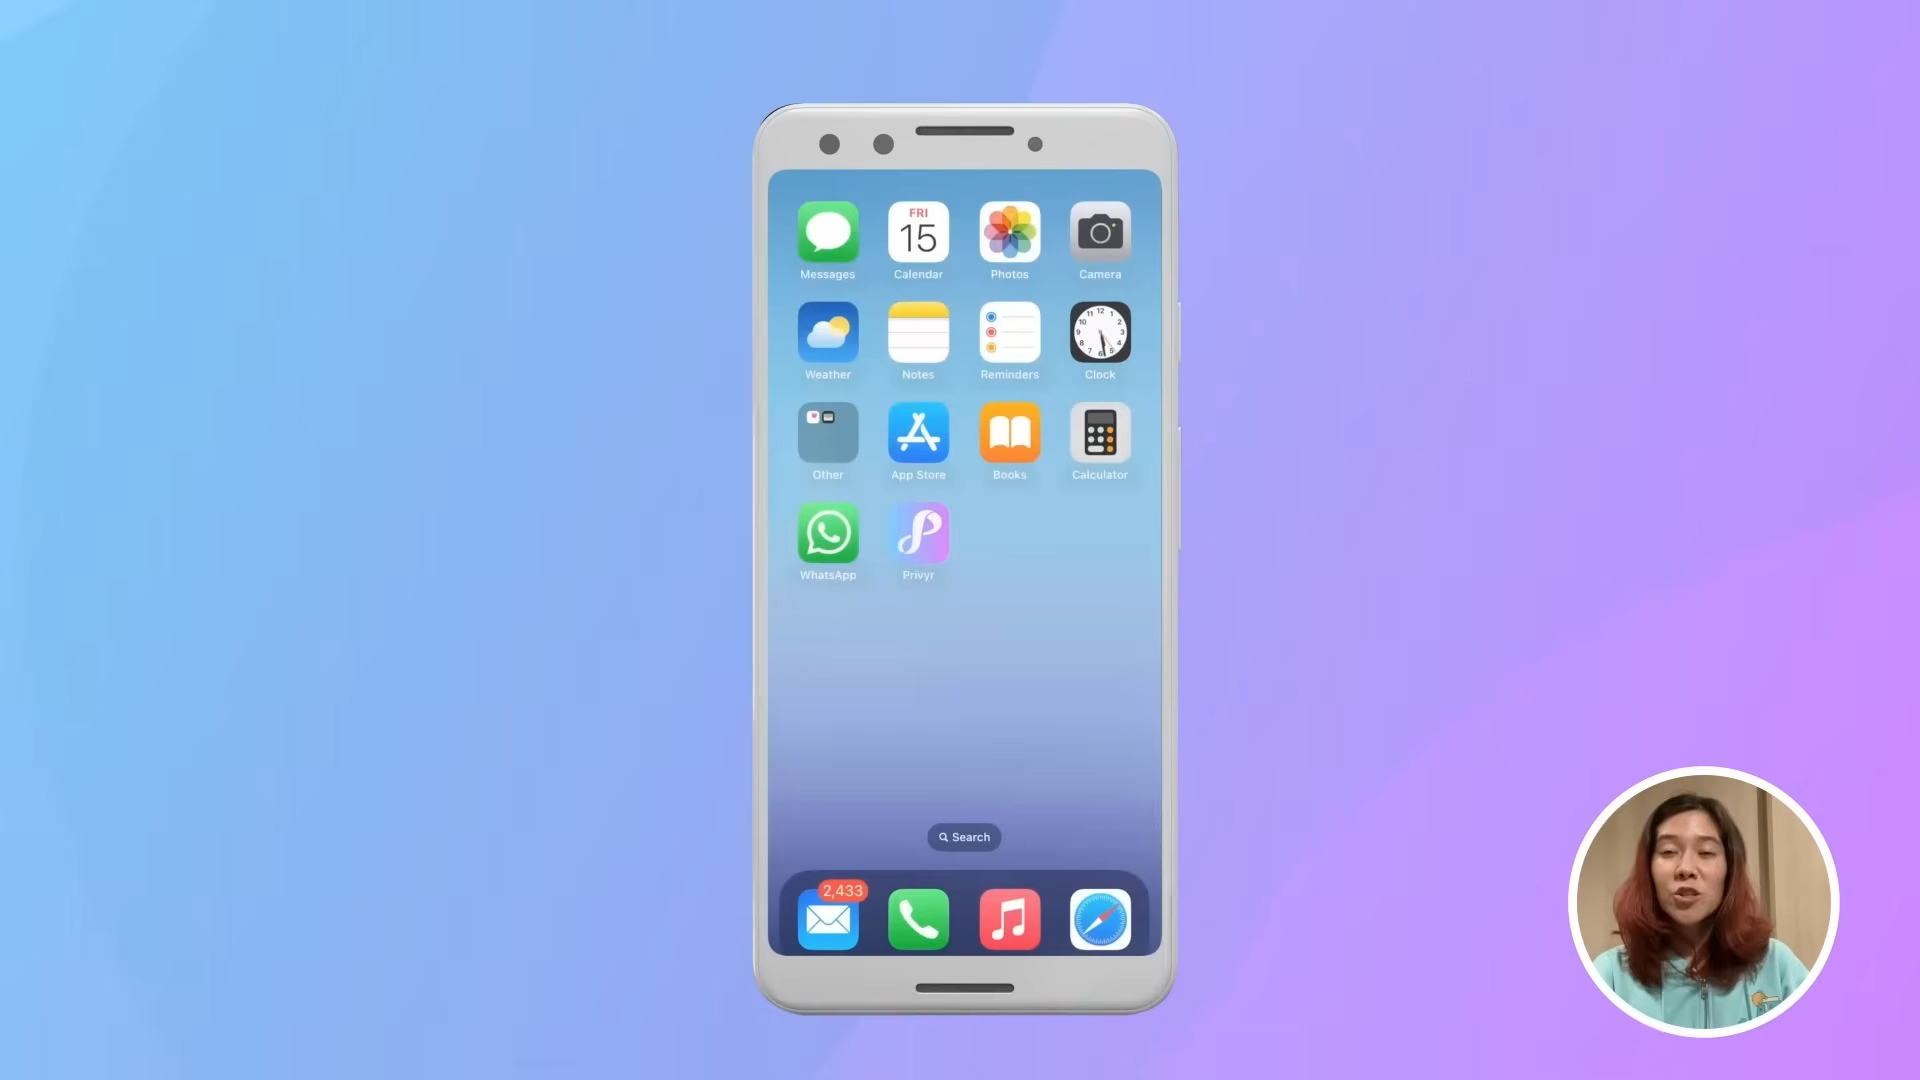 FRI
15
Messages Calendar Photos Camera
Weather Notes Reminders Clock
Other App Store Books Calculator
WhatsApp Privyr
Search
2,433